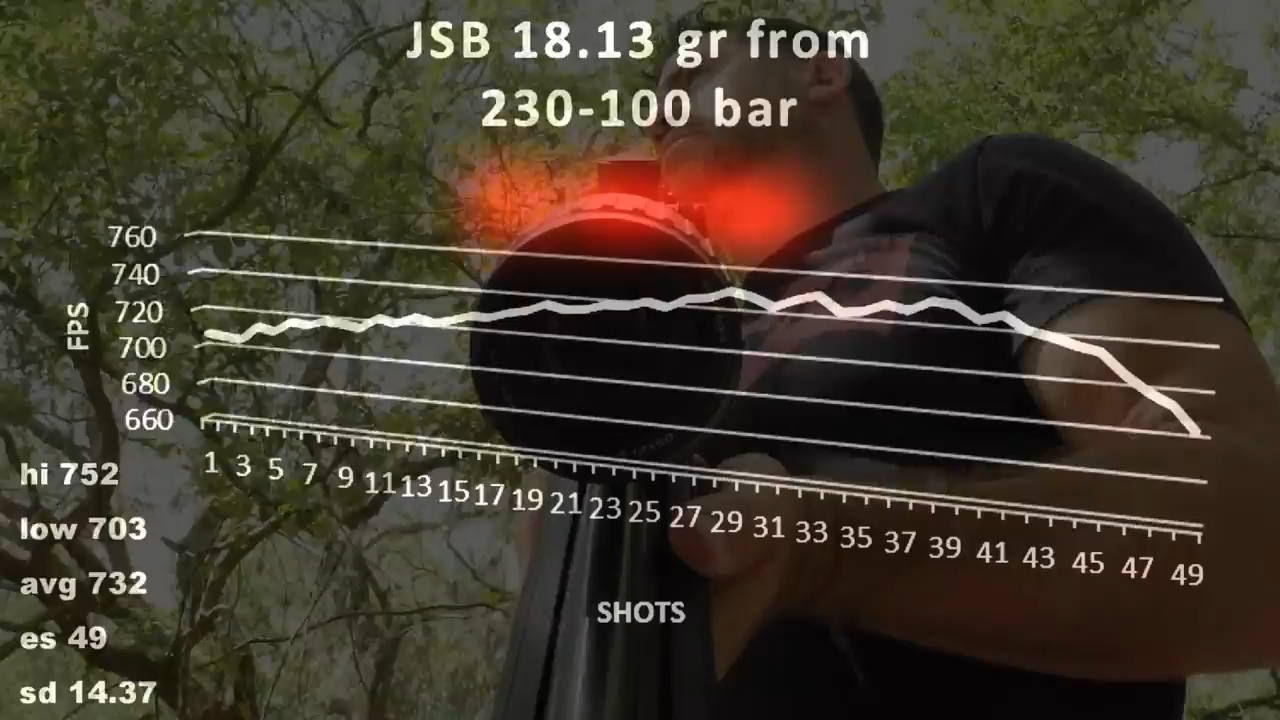 JSB 18.13 gr from
230-100 bar
760
740
720
700
680
660
FPS
1 3 5 7 9 11 13 15 17 19 21 23 25 27 29 31 33 35 37 39 41 43 45 47 49
SHOTS
hi 752
low 703
avg 732
es 49
sd 14.37